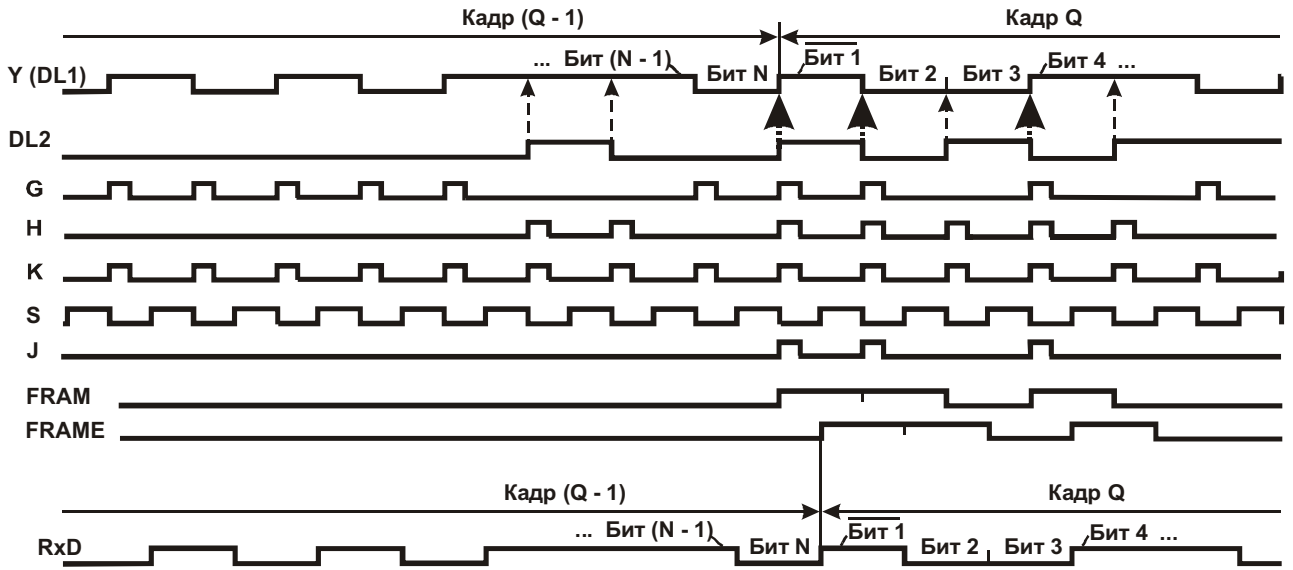 Кадр (Q - 1) Кадр Q
Y (DL1) ... Бит (N - 1) Бит N Бит 1 Бит 2 Бит 3 Бит 4 ...
DL2
G
H
K
S
J
FRAM
FRAME
Кадр (Q - 1) Кадр Q
RxD ... Бит (N - 1) Бит N Бит 1 Бит 2 Бит 3 Бит 4 ...